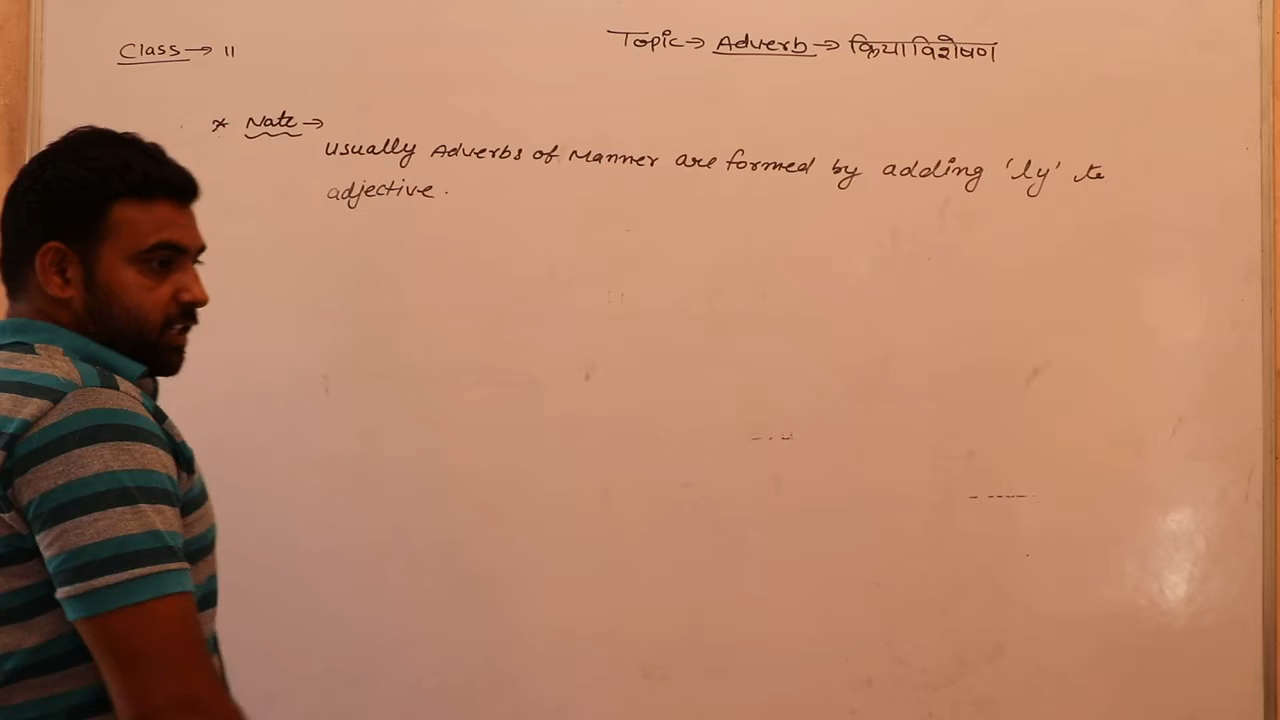 Class → 11
Topic → Adverb → क्रियाविशेषण
* Note →
Usually Adverbs of Manner are formed by adding 'ly' to
adjective.